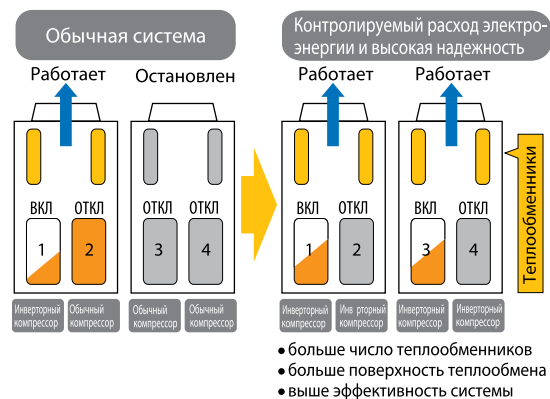 Обычная система
Контролируемый расход электро-
энергии и высокая надежность
Работает
Остановлен
Работает
Работает
ВКЛ
ОТКЛ
ОТКЛ
ОТКЛ
ВКЛ
ОТКЛ
ВКЛ
ОТКЛ
1
2
3
4
1
2
3
4
Инверторный
компрессор
Обычный
компрессор
Обычный
компрессор
Обычный
компрессор
Инверторный
компрессор
Инв рторный
компрессор
Инверторный
компрессор
Инверторный
компрессор
Теплообменники
• больше число теплообменников
• больше поверхность теплообмена
• выше эффективность системы